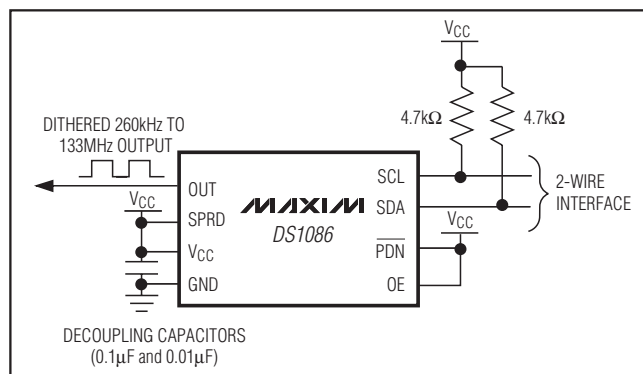 VCC
4.7kΩ 4.7kΩ
DITHERED 260kHz TO
133MHz OUTPUT
OUT
SCL
VCC
SPRD
MAXIM
DS1086
SDA
2-WIRE
INTERFACE
VCC
VCC
PDN
GND
OE
DECOUPLING CAPACITORS
(0.1µF and 0.01µF)